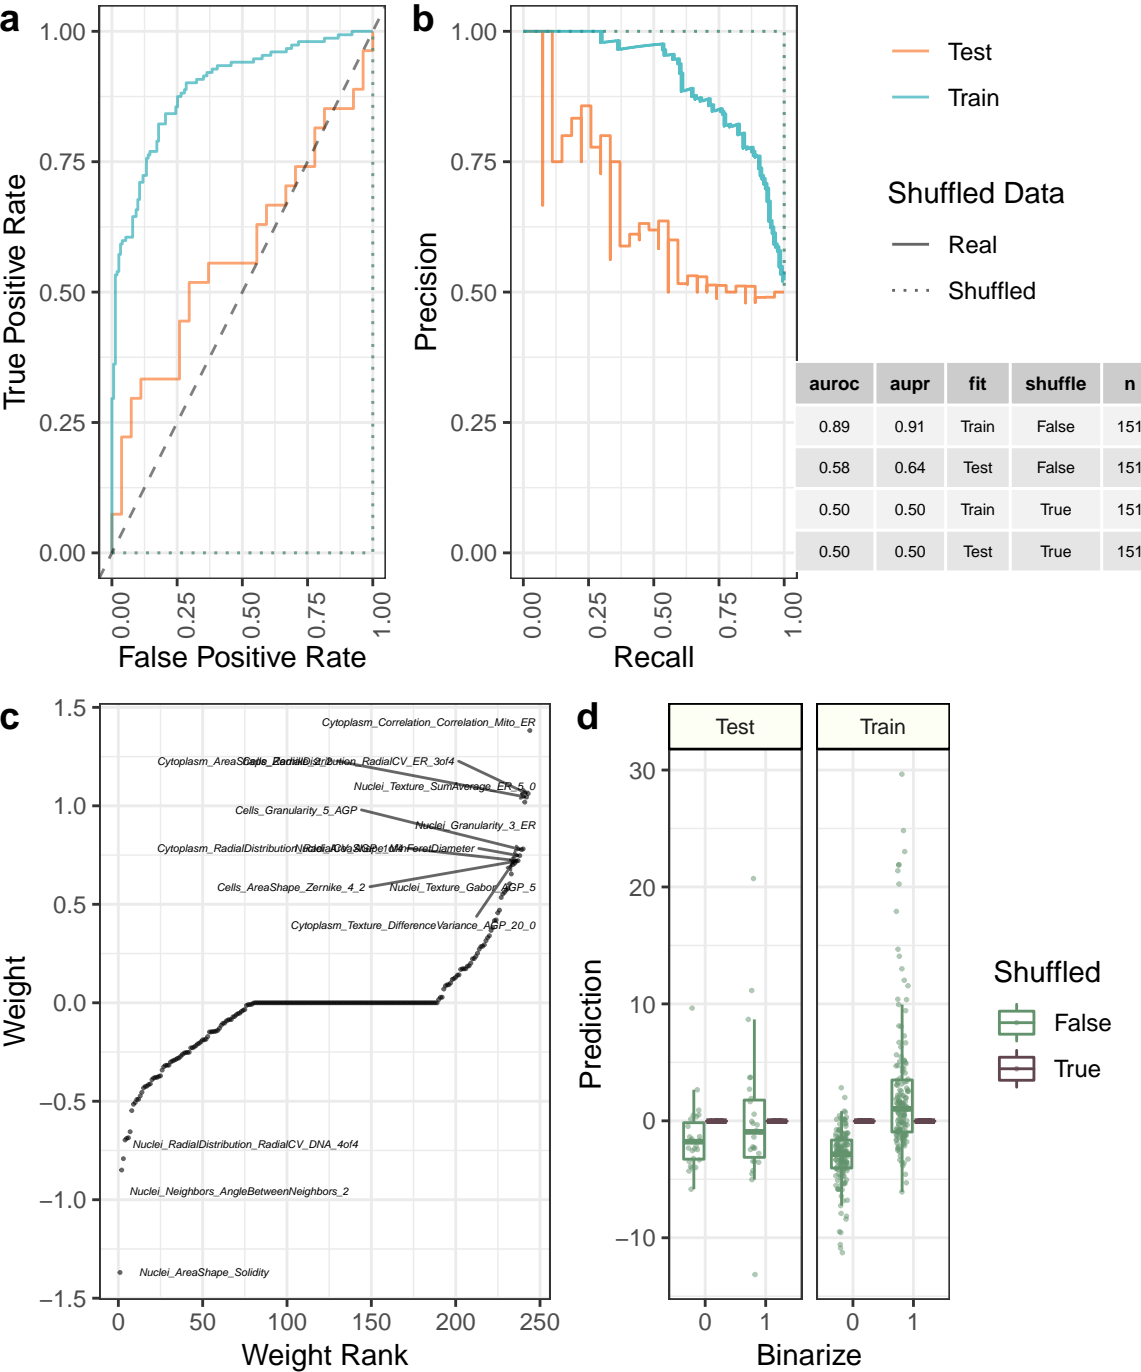 a
1.00
0.75
0.50
0.25
0.00
True Positive Rate
0.00
0.25
0.50
0.75
1.00
False Positive Rate
b
1.00
0.75
0.50
0.25
0.00
Precision
0.00
0.25
0.50
0.75
1.00
Recall
Test
Train
Shuffled Data
Real
Shuffled
auroc aupr fit shuffle n
0.89 0.91 Train False 151
0.58 0.64 Test False 151
0.50 0.50 Train True 151
0.50 0.50 Test True 151
c
1.5
1.0
0.5
0.0
−0.5
−1.0
−1.5
Weight
Cytoplasm_Correlation_Correlation_Mito_ER
Cytoplasm_AreaShape_Zernike_2_2
Cells_RadialDistribution_RadialCV_ER_3of4
Nuclei_Texture_SumAverage_ER_5_0
Cells_Granularity_5_AGP
Nuclei_Granularity_3_ER
Cytoplasm_RadialDistribution_RadialCV_AGP_1of4
Nuclei_AreaShape_MinFeretDiameter
Cells_AreaShape_Zernike_4_2
Nuclei_Texture_Gabor_AGP_5
Cytoplasm_Texture_DifferenceVariance_AGP_20_0
Nuclei_RadialDistribution_RadialCV_DNA_4of4
Nuclei_Neighbors_AngleBetweenNeighbors_2
Nuclei_AreaShape_Solidity
0 50 100 150 200 250
Weight Rank
d
Test Train
30
20
10
0
−10
Prediction
0 1 0 1
Binarize
Shuffled
False
True